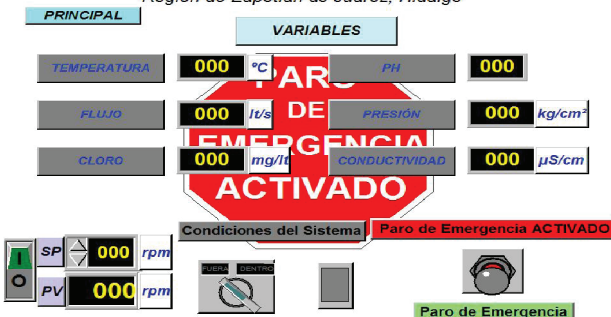 Región de Zapotlán de Juárez, Hidalgo
PRINCIPAL
VARIABLES
TEMPERATURA 000 ºC
PH 000
FLUJO 000 lt/s
PRESIÓN 000 kg/cm²
CLORO 000 mg/lt
CONDUCTIVIDAD 000 µS/cm
PARO
DE
EMERGENCIA
ACTIVADO
Condiciones del Sistema
Paro de Emergencia ACTIVADO
I
O
SP 000 rpm
PV 000 rpm
FUERA DENTRO
Paro de Emergencia